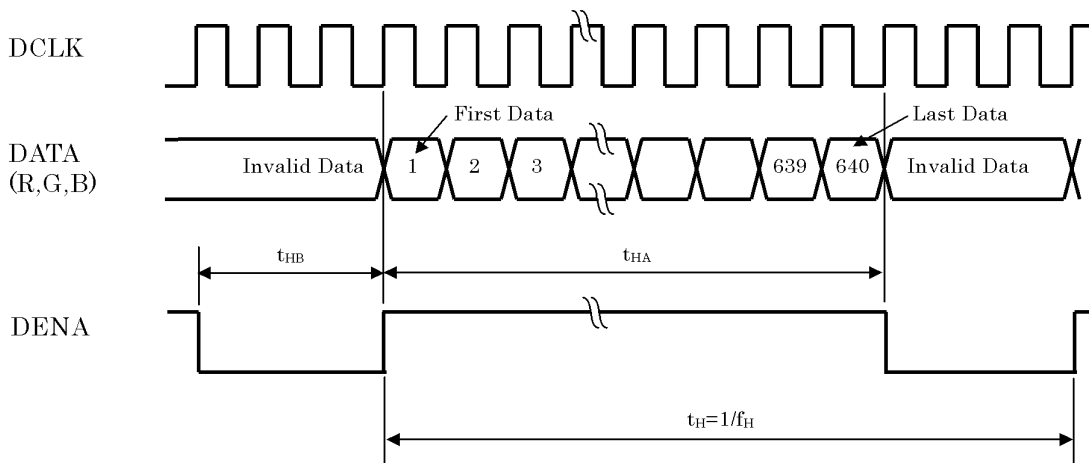 DCLK
First Data
Last Data
DATA
(R,G,B)
Invalid Data 1 2 3 639 640 Invalid Data
tHB
tHA
DENA
tH=1/fH